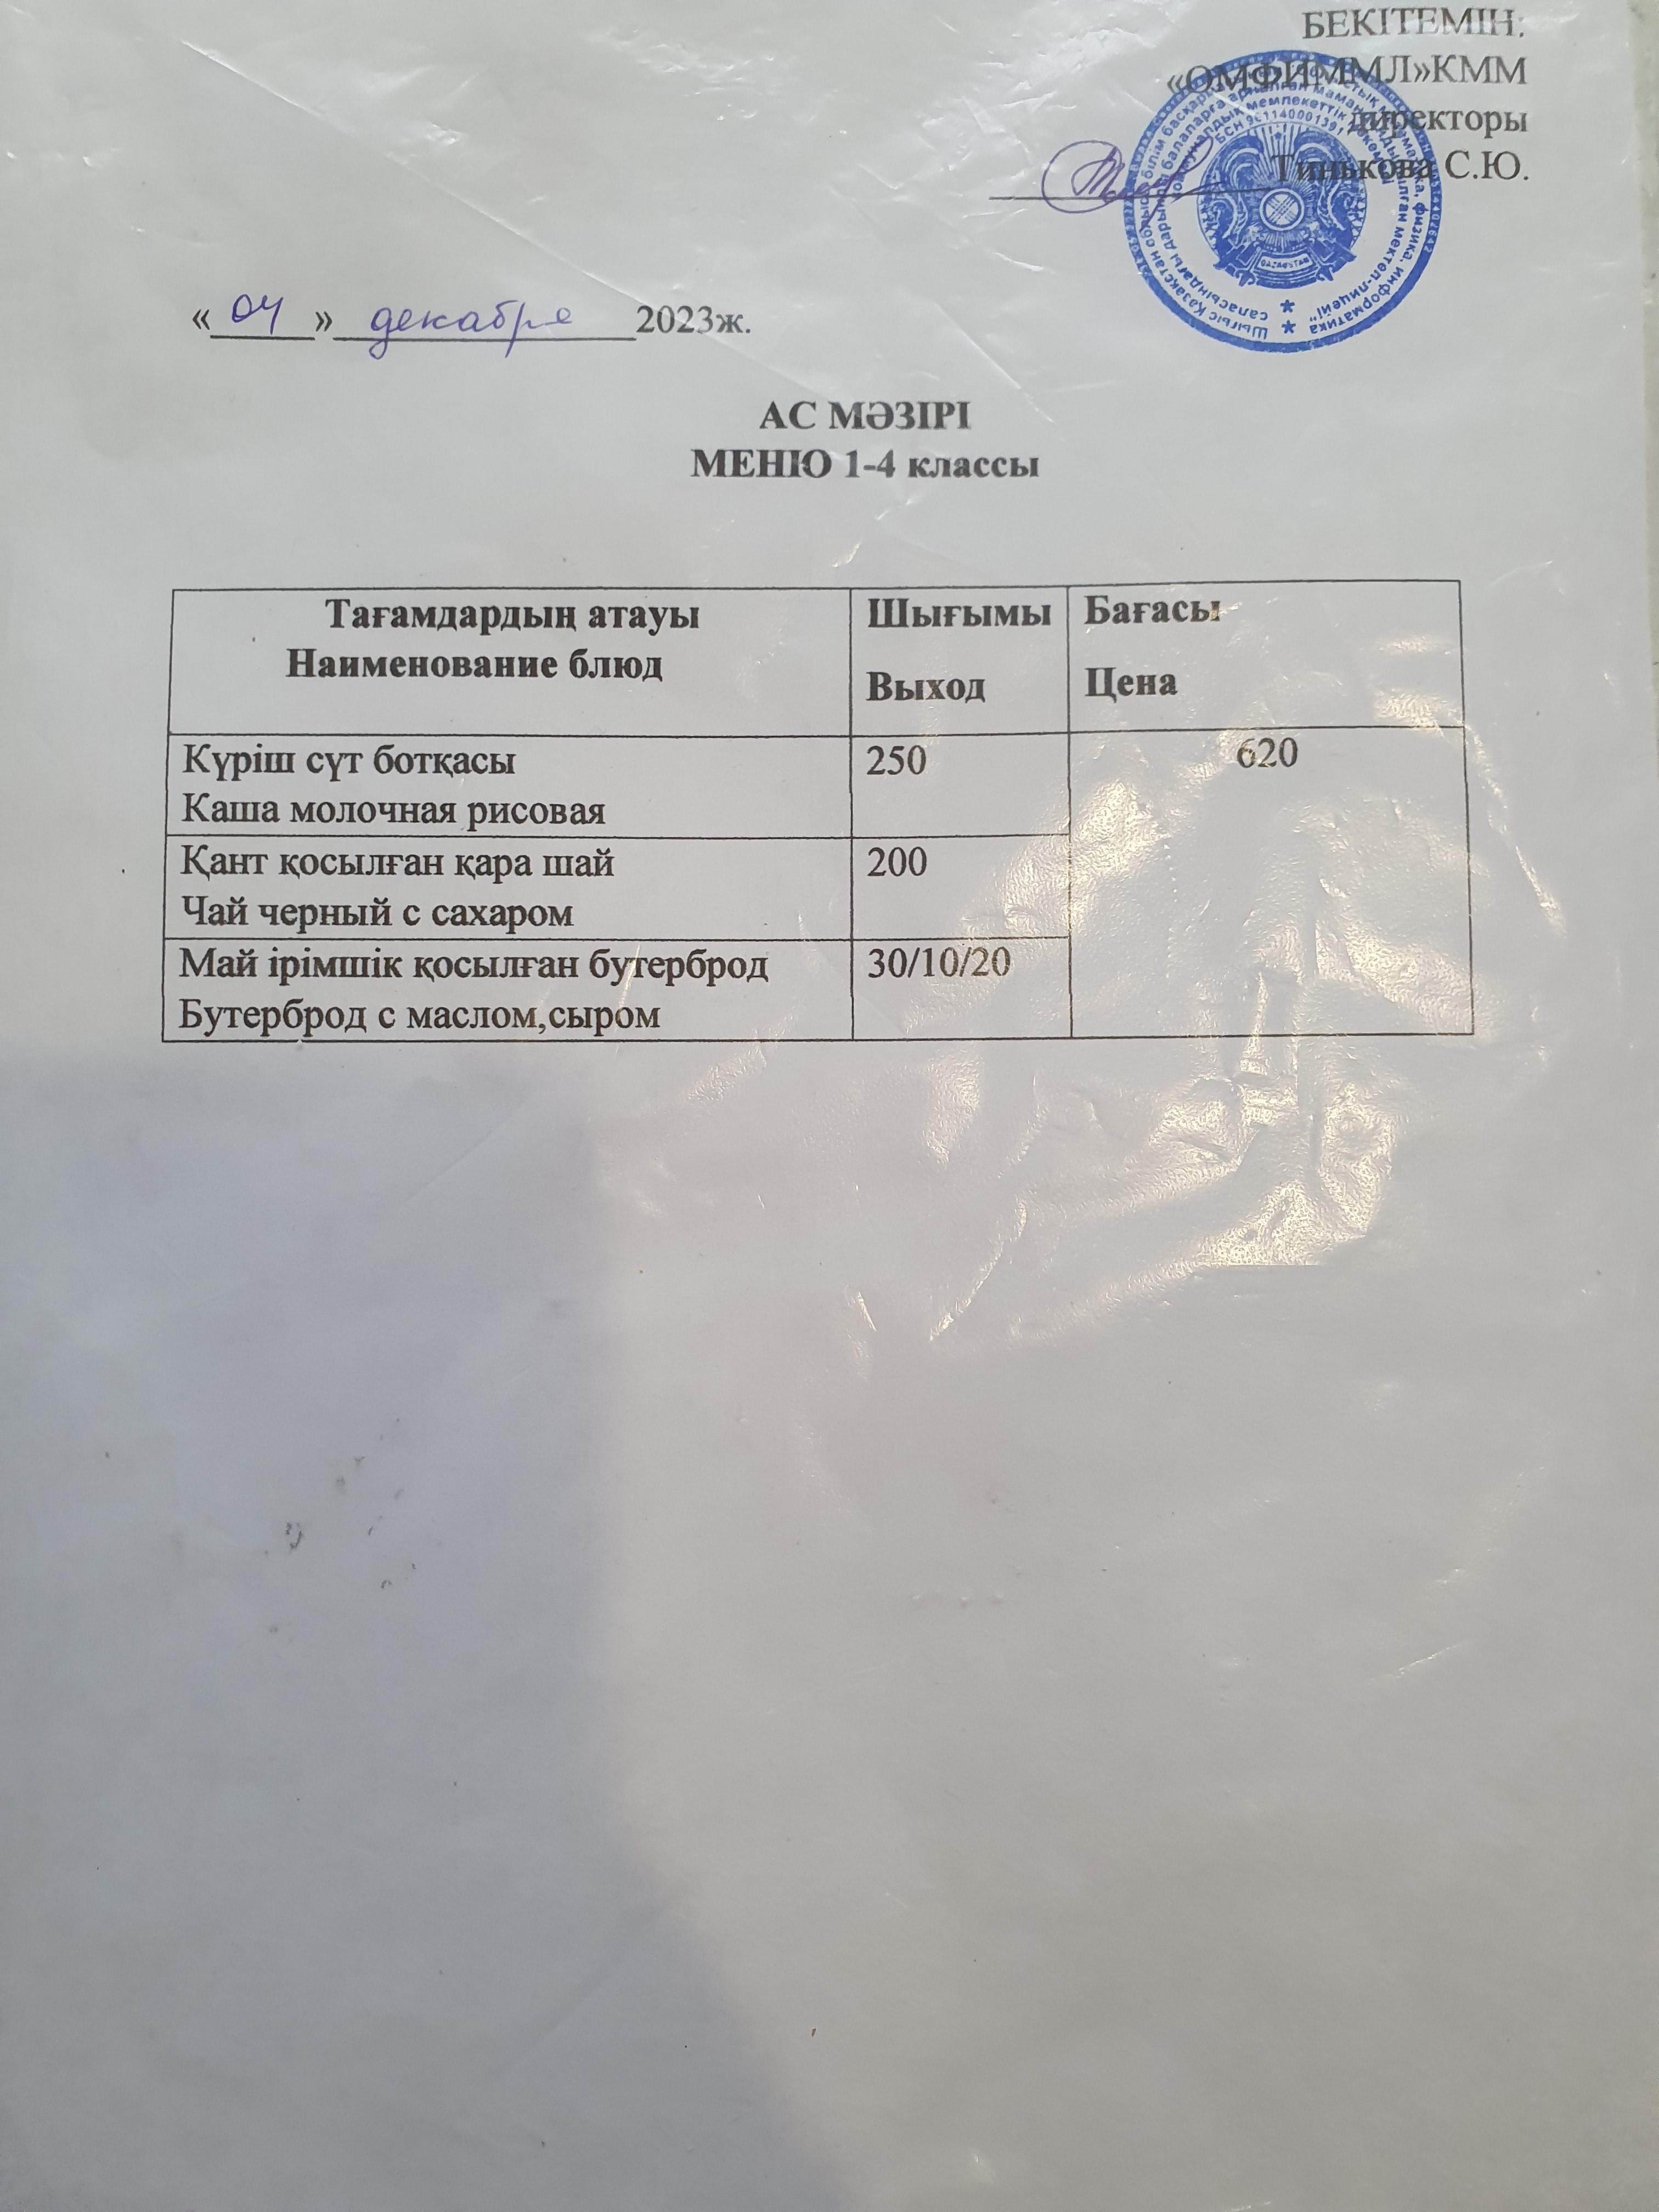 БЕКІТЕМІН:
«ОМФИММЛ»КММ
директоры
Тинькова С.Ю.
« 04 » декабря 2023ж.
АС МӘЗІРІ
МЕНЮ 1-4 классы
Тағамдардың атауы
Наименование блюд
Шығымы
Выход
Бағасы
Цена
Күріш сүт ботқасы
Каша молочная рисовая
250
620
Қант қосылған қара шай
Чай черный с сахаром
200
Май ірімшік қосылған бутерброд
Бутерброд с маслом,сыром
30/10/20